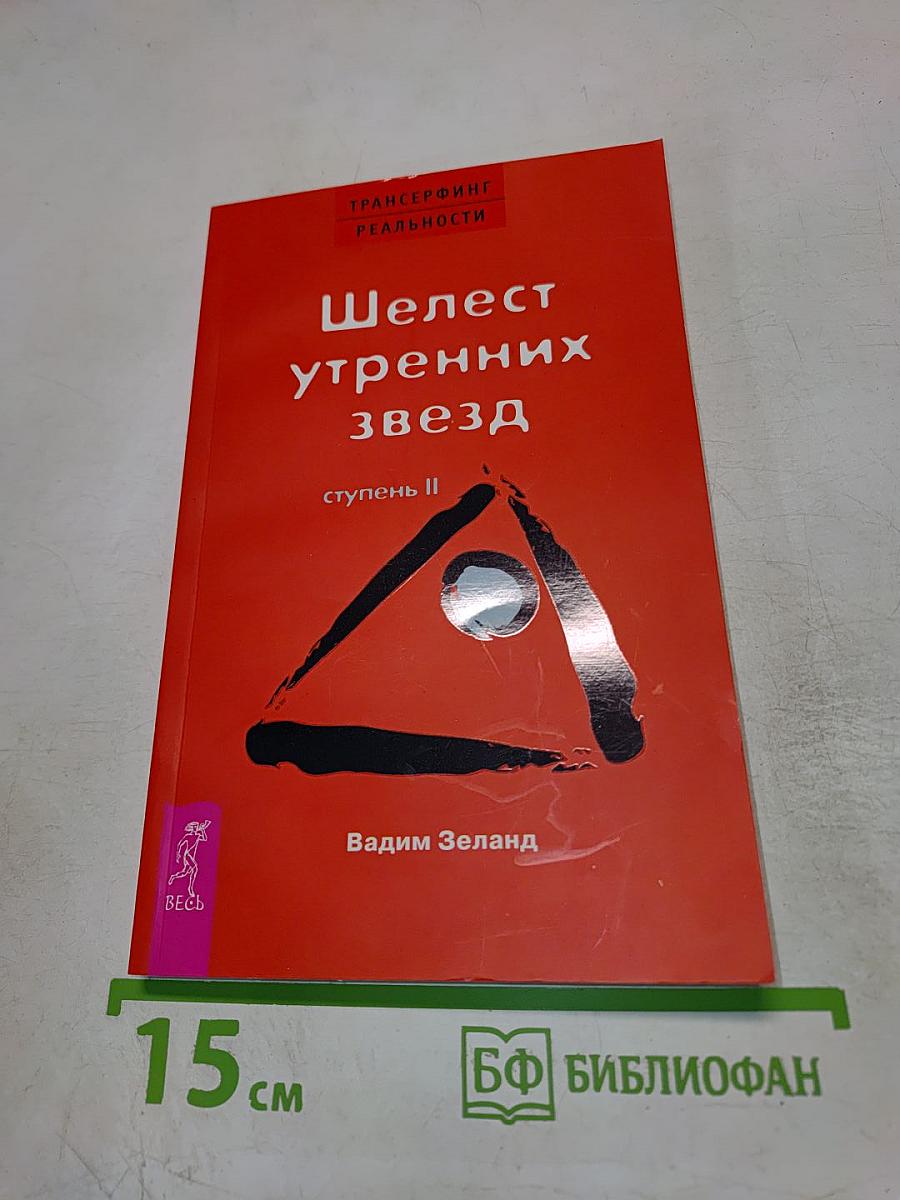 ТРАНСЕРФИНГ
РЕАЛЬНОСТИ
Шелест
утренних
звезд
ступень II
Вадим Зеланд
ВЕСЬ
15 см
БФ БИБЛИОФАН